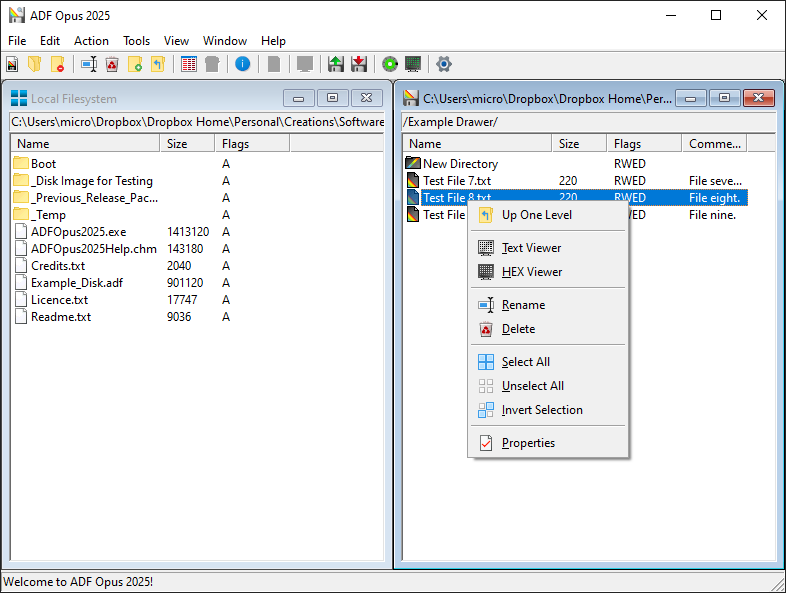 ADF Opus 2025
File Edit Action Tools View Window Help
Local Filesystem
C:\Users\micro\Dropbox\Dropbox Home\Personal\Creations\Software
Name Size Flags
Boot A
_Disk Image for Testing A
_Previous_Release_Pac... A
_Temp A
ADFOpus2025.exe 1413120 A
ADFOpus2025Help.chm 143180 A
Credits.txt 2040 A
Example_Disk.adf 901120 A
Licence.txt 17747 A
Readme.txt 9036 A
C:\Users\micro\Dropbox\Dropbox Home\Per...
/Example Drawer/
Name Size Flags Comme...
New Directory RWED
Test File 7.txt 220 RWED File seve...
Test File 8.txt 220 RWED File eight.
Test File File nine.
Up One Level
Text Viewer
HEX Viewer
Rename
Delete
Select All
Unselect All
Invert Selection
Properties
Welcome to ADF Opus 2025!